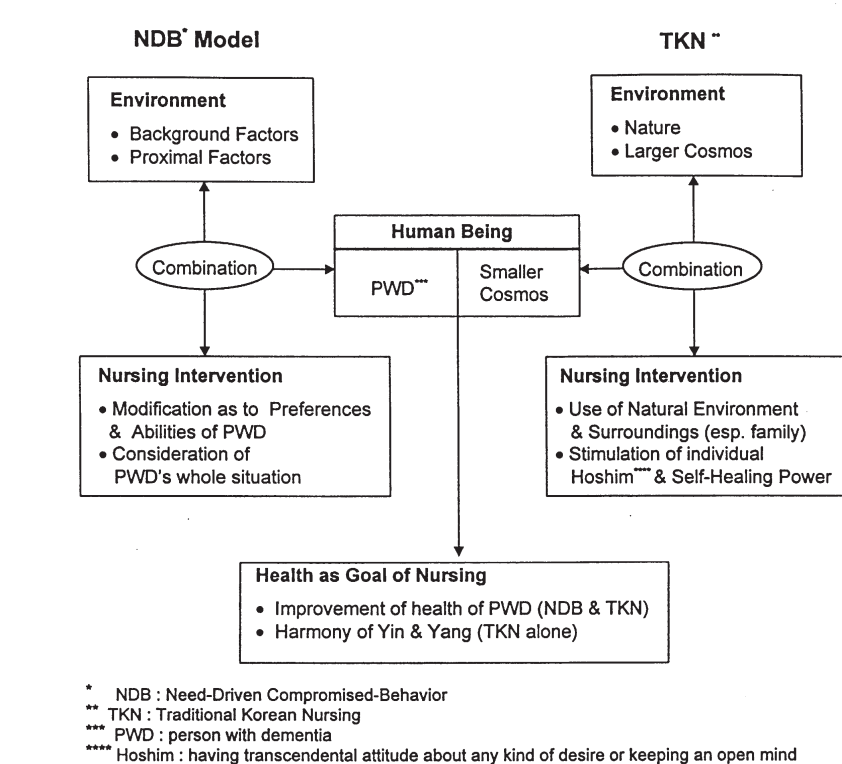 NDB* Model
TKN **
Environment
• Background Factors
• Proximal Factors
Environment
• Nature
• Larger Cosmos
Human Being
PWD***
Smaller
Cosmos
Combination
Combination
Nursing Intervention
• Modification as to Preferences
& Abilities of PWD
• Consideration of
PWD's whole situation
Nursing Intervention
• Use of Natural Environment
& Surroundings (esp. family)
• Stimulation of individual
Hoshim**** & Self-Healing Power
Health as Goal of Nursing
• Improvement of health of PWD (NDB & TKN)
• Harmony of Yin & Yang (TKN alone)
* NDB : Need-Driven Compromised-Behavior
** TKN : Traditional Korean Nursing
*** PWD : person with dementia
**** Hoshim : having transcendental attitude about any kind of desire or keeping an open mind